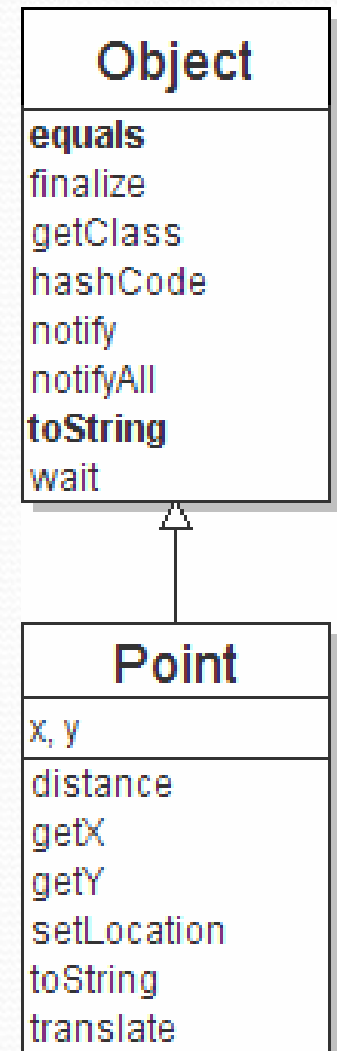 Object
equals
finalize
getClass
hashCode
notify
notifyAll
toString
wait
Point
x, y
distance
getX
getY
setLocation
toString
translate